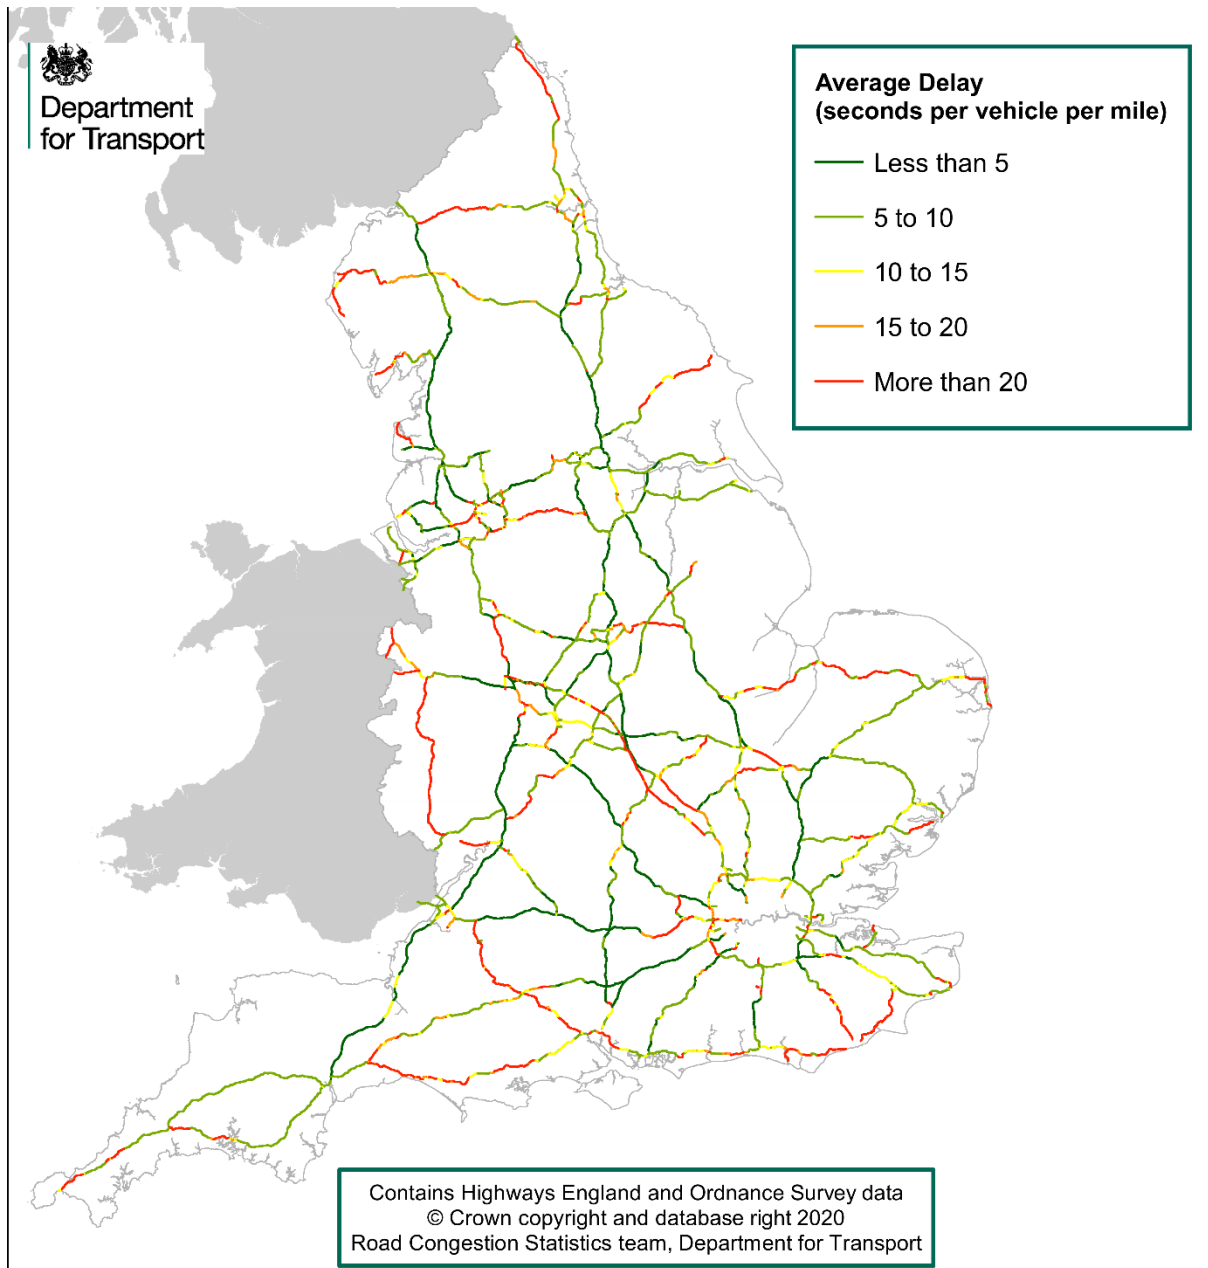 Department
for Transport
Average Delay
(seconds per vehicle per mile)
Less than 5
5 to 10
10 to 15
15 to 20
More than 20
Contains Highways England and Ordnance Survey data
© Crown copyright and database right 2020
Road Congestion Statistics team, Department for Transport